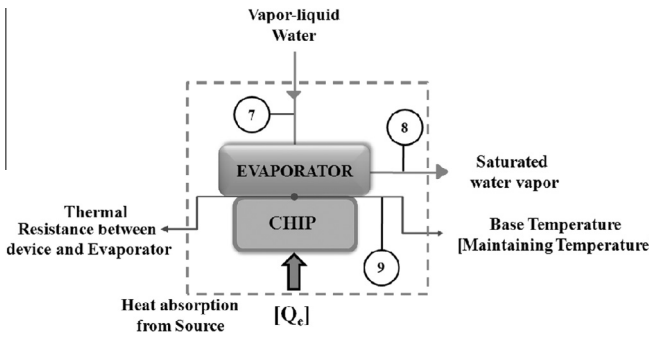 Vapor-liquid
Water
7
8
EVAPORATOR
Saturated
water vapor
Thermal
Resistance between
device and Evaporator
CHIP
Base Temperature
[Maintaining Temperature
9
Heat absorption
from Source
[Qe]